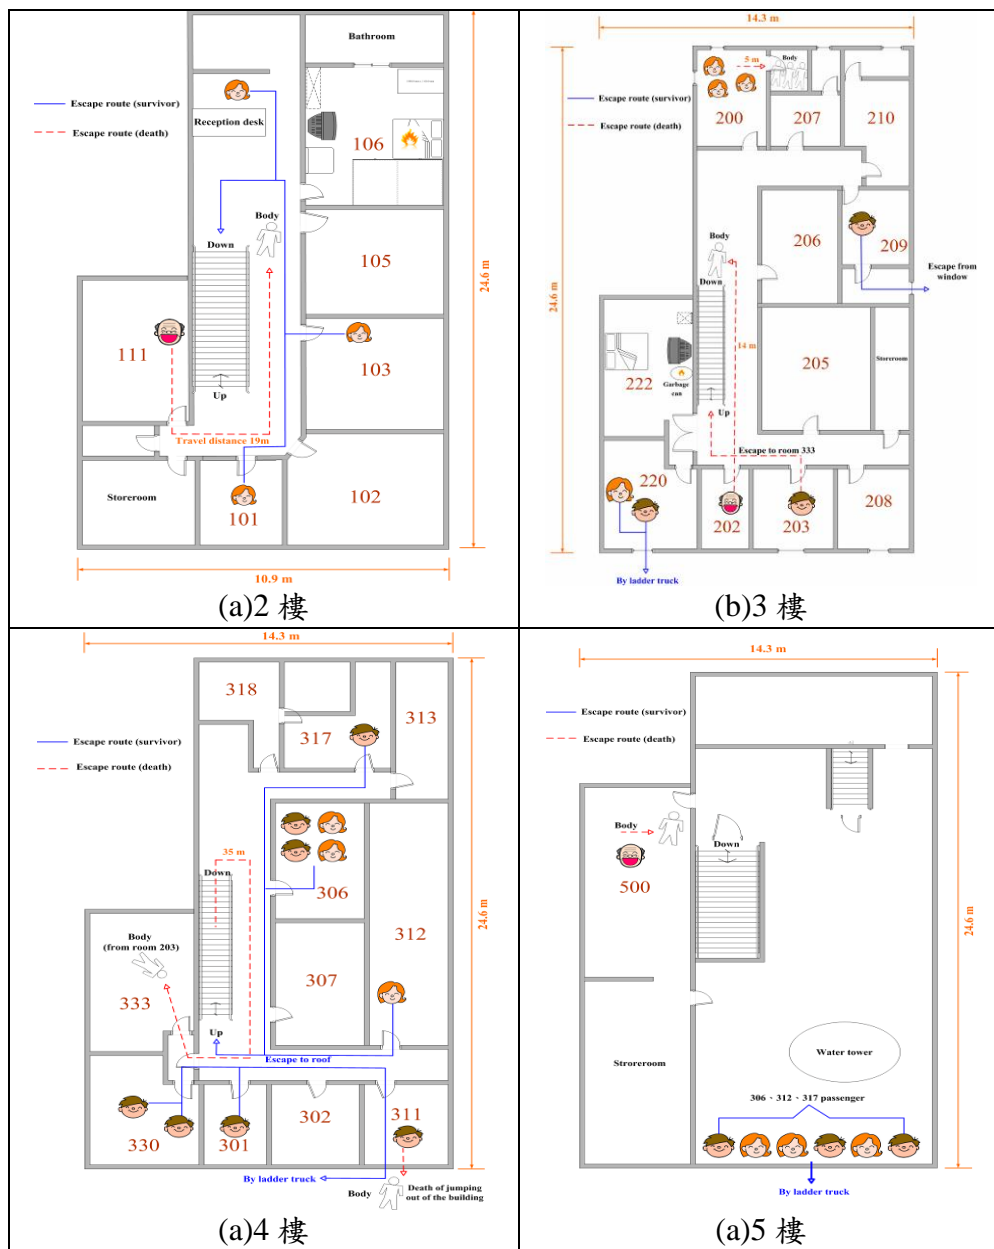 Bathroom
Escape route (survivor)
Reception desk
Escape route (death)
106
Body
Down
105
24.6 m
111
103
Up
Travel distance 19m
102
Storeroom
101
10.9 m
(a)2 樓
14.3 m
Body
5 m
Escape route (survivor)
Escape route (death)
200
207
210
206
209
Body
Down
Escape from
window
24.6 m
14 m
222
Garbage
can
205
Storeroom
Up
Escape to room 333
220
202
203
208
By ladder truck
(b)3 樓
14.3 m
318
313
317
Escape route (survivor)
Escape route (death)
35 m
Down
306
24.6 m
Body
(from room 203)
312
307
333
Up
Escape to roof
330
301
302
311
By ladder truck
Body
Death of jumping
out of the building
(a)4 樓
14.3 m
Escape route (survivor)
Escape route (death)
Body
Down
500
24.6 m
Stroreroom
Water tower
306、312、317 passenger
By ladder truck
(a)5 樓